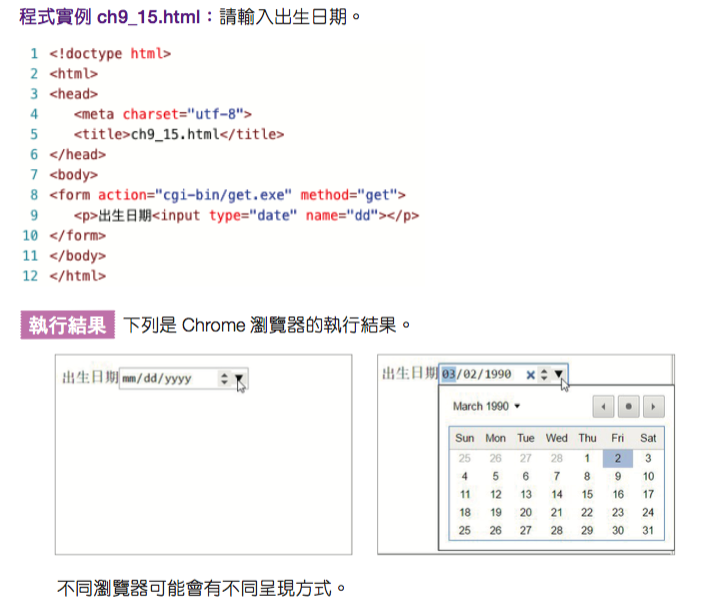 程式實例 ch9_15.html：請輸入出生日期。
1 <!doctype html>
2 <html>
3 <head>
4 <meta charset="utf-8">
5 <title>ch9_15.html</title>
6 </head>
7 <body>
8 <form action="cgi-bin/get.exe" method="get">
9 <p>出生日期<input type="date" name="dd"></p>
10 </form>
11 </body>
12 </html>
執行結果 下列是 Chrome 瀏覽器的執行結果。
出生日期 mm/dd/yyyy
出生日期 03/02/1990
March 1990
Sun Mon Tue Wed Thu Fri Sat
25 26 27 28 1 2 3
4 5 6 7 8 9 10
11 12 13 14 15 16 17
18 19 20 21 22 23 24
25 26 27 28 29 30 31
不同瀏覽器可能會有不同呈現方式。